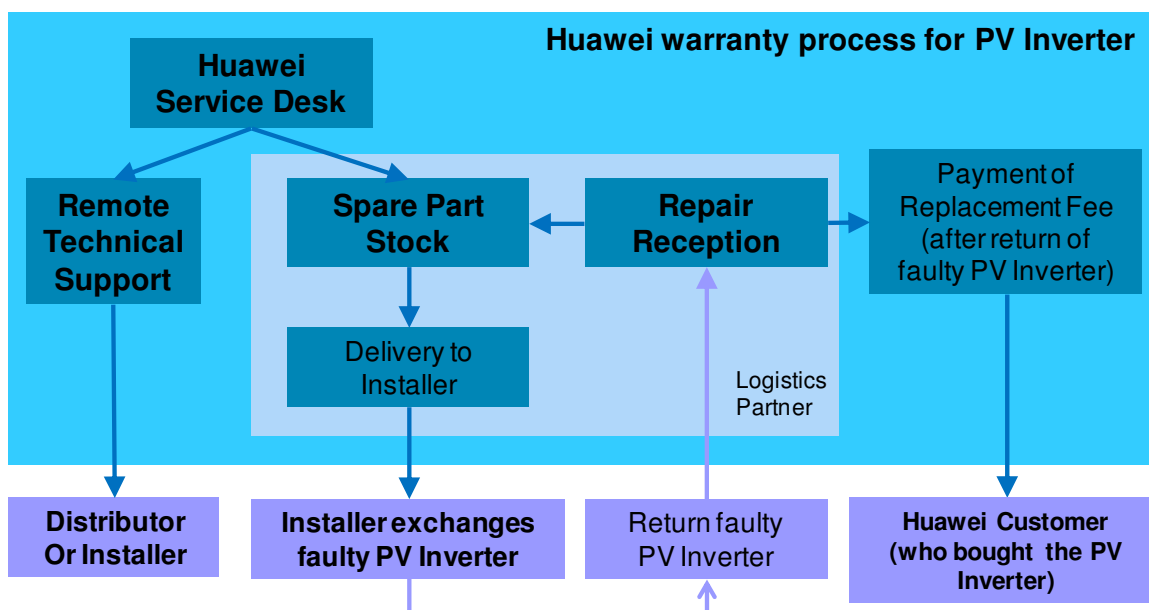 Huawei warranty process for PV Inverter
Huawei
Service Desk
Remote
Technical
Support
Spare Part
Stock
Repair
Reception
Payment of
Replacement Fee
(after return of
faulty PV Inverter)
Delivery to
Installer
Logistics
Partner
Distributor
Or Installer
Installer exchanges
faulty PV Inverter
Return faulty
PV Inverter
Huawei Customer
(who bought the PV
Inverter)